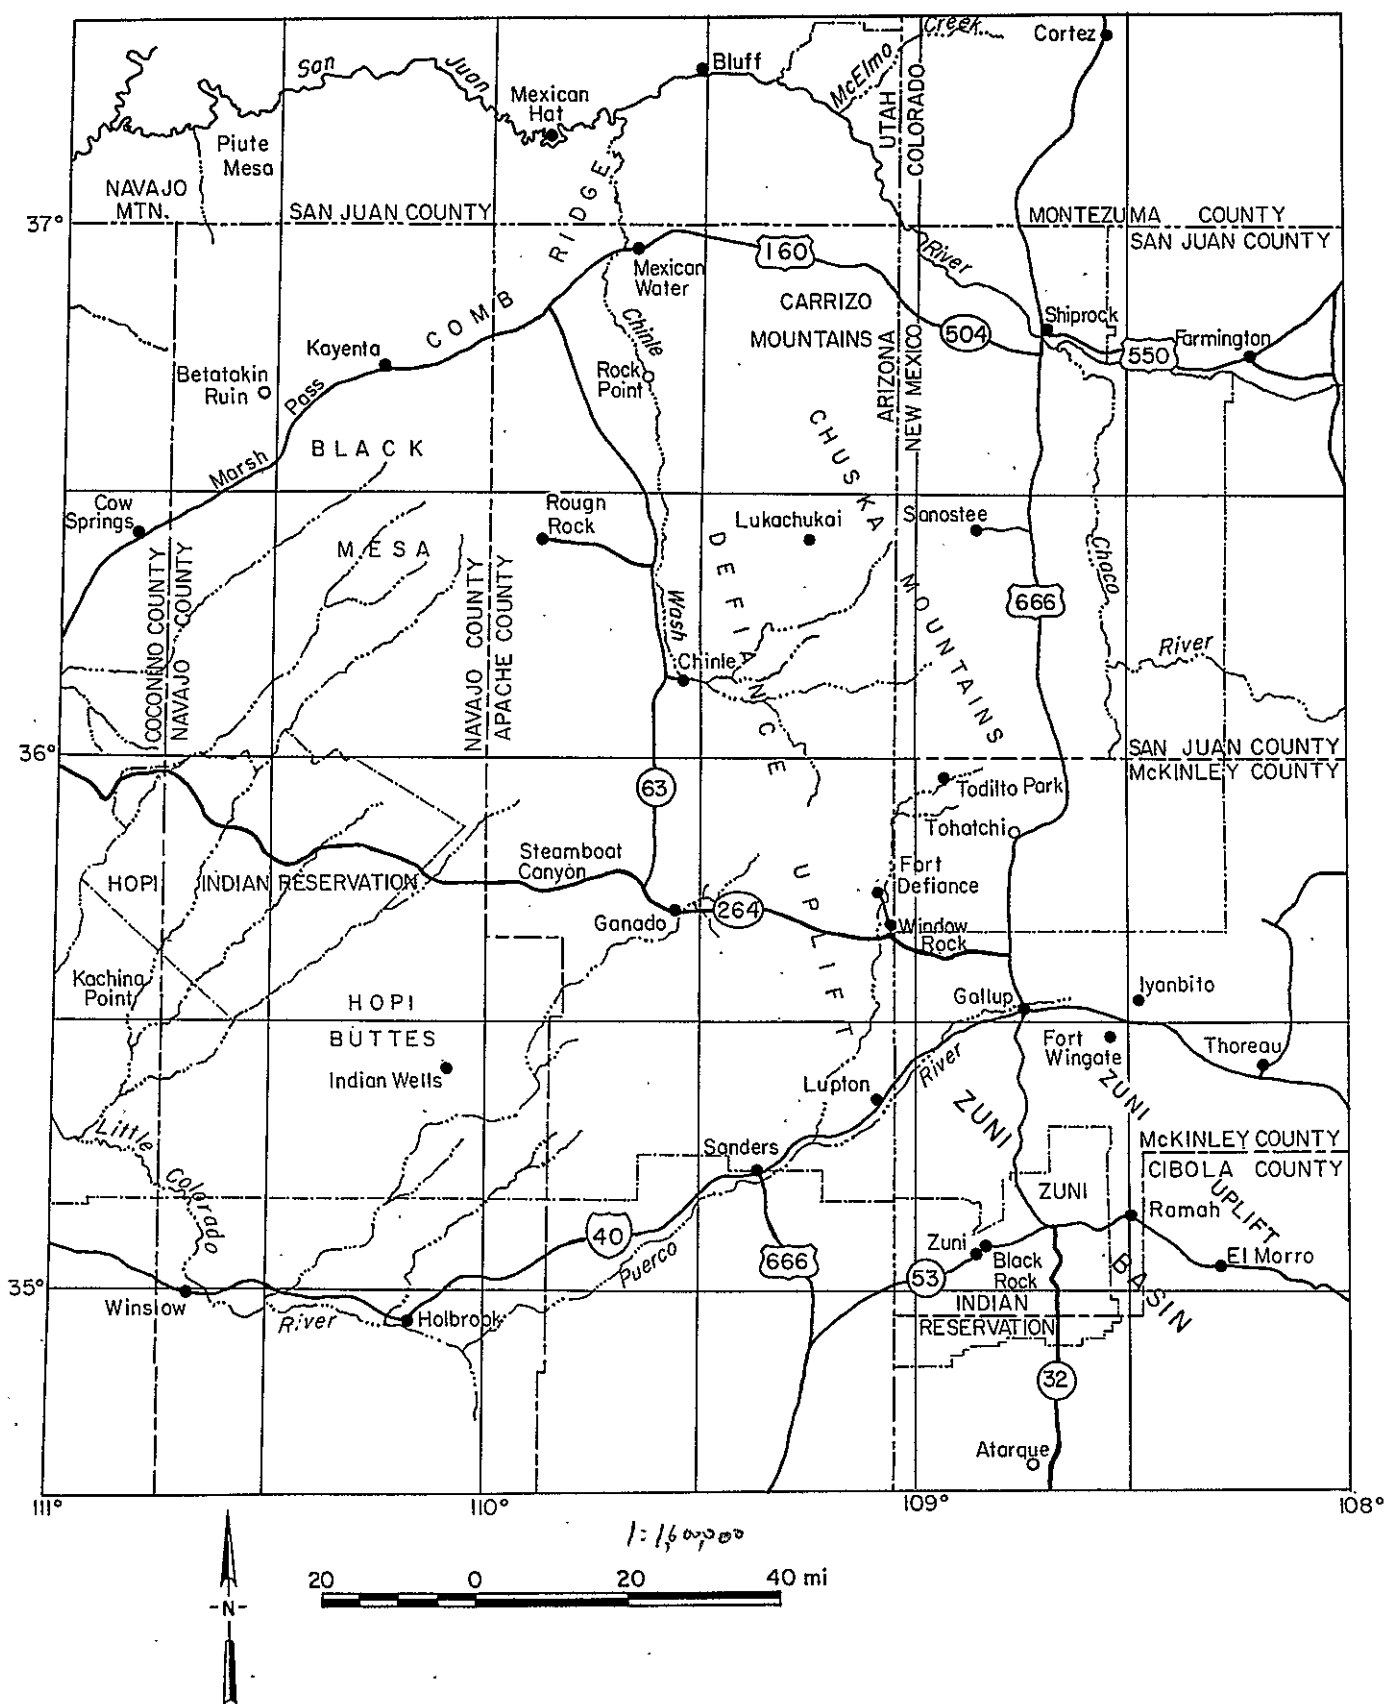 Creek
Cortez
McElmo
San
Juan
Bluff
Mexican
Hat
UTAH
COLORADO
Piute
Mesa
NAVAJO
MTN.
SAN JUAN COUNTY
MONTEZUMA COUNTY
37°
SAN JUAN COUNTY
COMB RIDGE
River
160
Mexican
Water
CARRIZO
MOUNTAINS
Shiprock
504
Farmington
550
Chinle
Kayenta
ARIZONA
NEW MEXICO
Betatakin
Ruin
Rock
Point
Marsh Pass
BLACK
CHUSKA
Cow
Springs
Rough
Rock
Lukachukai
Sanostee
MESA
DEFIANCE
Chaco
MOUNTAINS
666
Wash
COCONINO COUNTY
NAVAJO COUNTY
NAVAJO COUNTY
APACHE COUNTY
Chinle
River
36°
SAN JUAN COUNTY
McKINLEY COUNTY
63
Todilto Park
Tohatchi
Steamboat
Canyon
UPLIFT
Fort
Defiance
HOPI INDIAN RESERVATION
Ganado
264
Window
Rock
Kachina
Point
HOPI
BUTTES
Gallup
Iyanbito
Indian Wells
Fort
Wingate
Thoreau
River
Lupton
ZUNI
ZUNI
Little
Sanders
McKINLEY COUNTY
CIBOLA COUNTY
Colorado
ZUNI
Ramah
UPLIFT
40
Puerco
666
Zuni
Black
Rock
El Morro
53
BASIN
35°
Winslow
River
Holbrook
INDIAN
RESERVATION
32
Atarque
111° 110° 109° 108°
1:1,600,000
20 0 20 40 mi
N